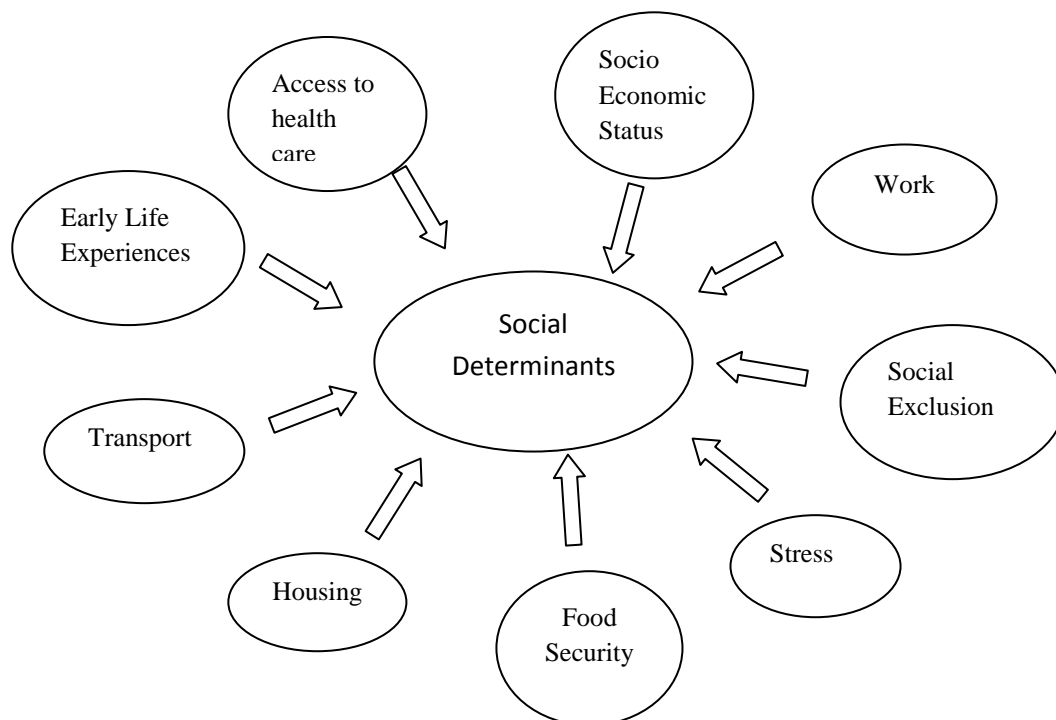 Access to
health
care
Socio
Economic
Status
Work
Early Life
Experiences
Social
Determinants
Social
Exclusion
Transport
Stress
Housing
Food
Security